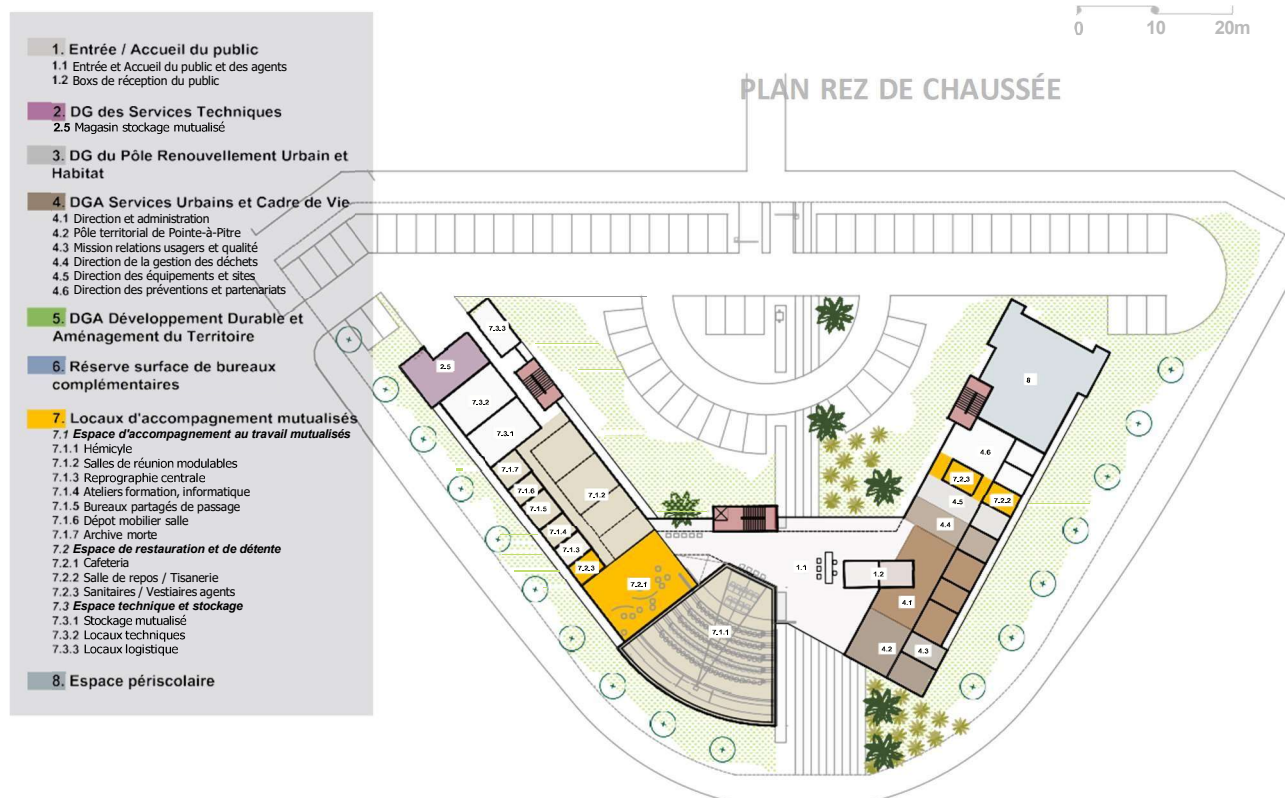 1. Entrée / Accueil du public
1.1 Entrée et Accueil du public et des agents
1.2 Boxs de réception du public
2. DG des Services Techniques
2.5 Magasin stockage mutualisé
3. DG du Pôle Renouvellement Urbain et
Habitat
4. DGA Services Urbains et Cadre de Vie
4.1 Direction et administration
4.2 Pôle territorial de Pointe-à-Pitre
4.3 Mission relations usagers et qualité
4.4 Direction de la gestion des déchets
4.5 Direction des équipements et sites
4.6 Direction des préventions et partenariats
5. DGA Développement Durable et
Aménagement du Territoire
6. Réserve surface de bureaux
complémentaires
7. Locaux d'accompagnement mutualisés
7.1 Espace d'accompagnement au travail mutualisés
7.1.1 Hémicyle
7.1.2 Salles de réunion modulables
7.1.3 Reprographie centrale
7.1.4 Ateliers formation, informatique
7.1.5 Bureaux partagés de passage
7.1.6 Dépot mobilier salle
7.1.7 Archive morte
7.2 Espace de restauration et de détente
7.2.1 Cafeteria
7.2.2 Salle de repos / Tisanerie
7.2.3 Sanitaires / Vestiaires agents
7.3 Espace technique et stockage
7.3.1 Stockage mutualisé
7.3.2 Locaux techniques
7.3.3 Locaux logistique
8. Espace périscolaire
0 10 20m
PLAN REZ DE CHAUSSÉE
7.3.3
2.5
7.3.2
7.3.1
7.1.7
7.1.6
7.1.5
7.1.4
7.1.3
7.2.3
7.1.2
7.2.1
7.1.1
1.1
1.2
8
4.6
7.2.3
7.2.2
4.5
4.4
4.1
4.2
4.3